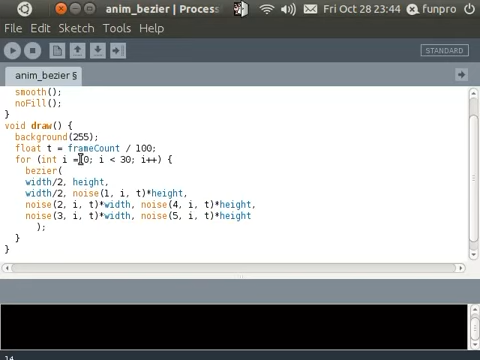 anim_bezier | Process
Fri Oct 28 23:44
funpro
File Edit Sketch Tools Help
STANDARD
anim_bezier §
smooth();
noFill();
}
void draw() {
background(255);
float t = frameCount / 100;
for (int i = 0; i < 30; i++) {
bezier(
width/2, height,
width/2, noise(1, i, t)*height,
noise(2, i, t)*width, noise(4, i, t)*height,
noise(3, i, t)*width, noise(5, i, t)*height
);
}
}
14